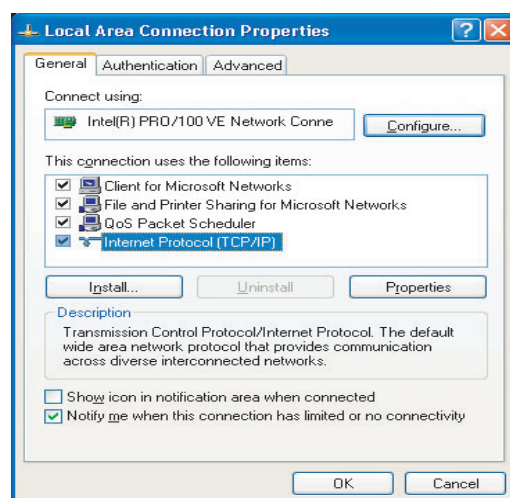 Local Area Connection Properties
General Authentication Advanced
Connect using:
Intel(R) PRO/100 VE Network Conne
Configure...
This connection uses the following items:
Client for Microsoft Networks
File and Printer Sharing for Microsoft Networks
QoS Packet Scheduler
Internet Protocol (TCP/IP)
Install... Uninstall Properties
Description
Transmission Control Protocol/Internet Protocol. The default
wide area network protocol that provides communication
across diverse interconnected networks.
Show icon in notification area when connected
Notify me when this connection has limited or no connectivity
OK Cancel